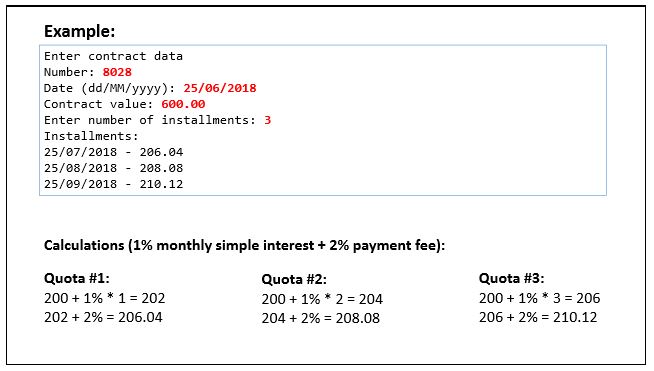 Example:
Enter contract data
Number: 8028
Date (dd/MM/yyyy): 25/06/2018
Contract value: 600.00
Enter number of installments: 3
Installments:
25/07/2018 - 206.04
25/08/2018 - 208.08
25/09/2018 - 210.12
Calculations (1% monthly simple interest + 2% payment fee):
Quota #1:
200 + 1% * 1 = 202
202 + 2% = 206.04
Quota #2:
200 + 1% * 2 = 204
204 + 2% = 208.08
Quota #3:
200 + 1% * 3 = 206
206 + 2% = 210.12